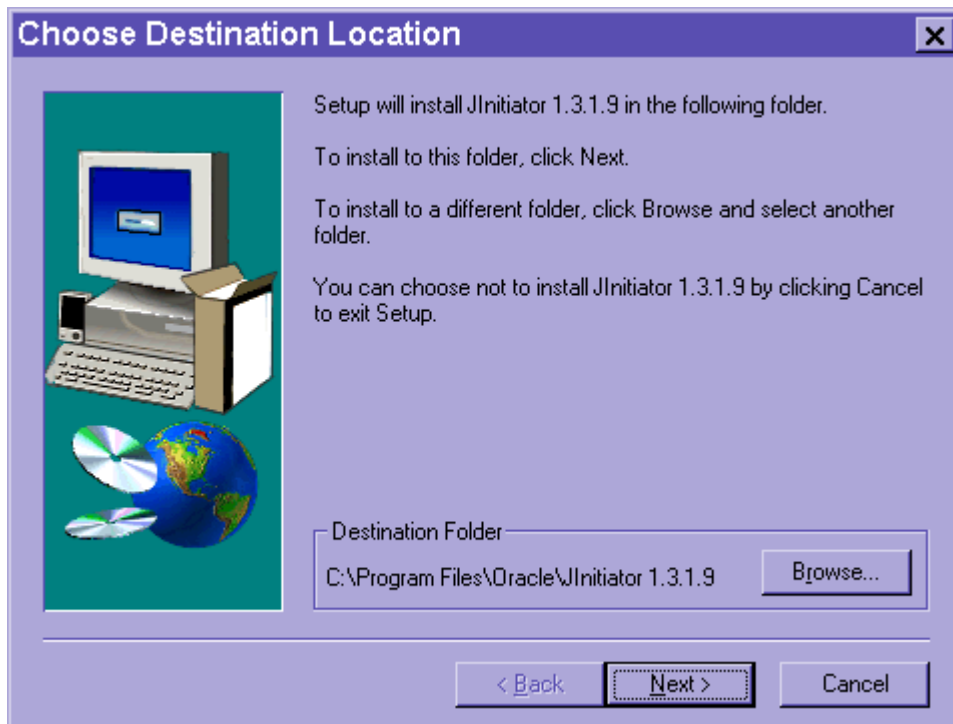 Choose Destination Location
Setup will install JInitiator 1.3.1.9 in the following folder.
To install to this folder, click Next.
To install to a different folder, click Browse and select another
folder.
You can choose not to install JInitiator 1.3.1.9 by clicking Cancel
to exit Setup.
Destination Folder
C:\Program Files\Oracle\JInitiator 1.3.1.9
Browse...
< Back
Next >
Cancel